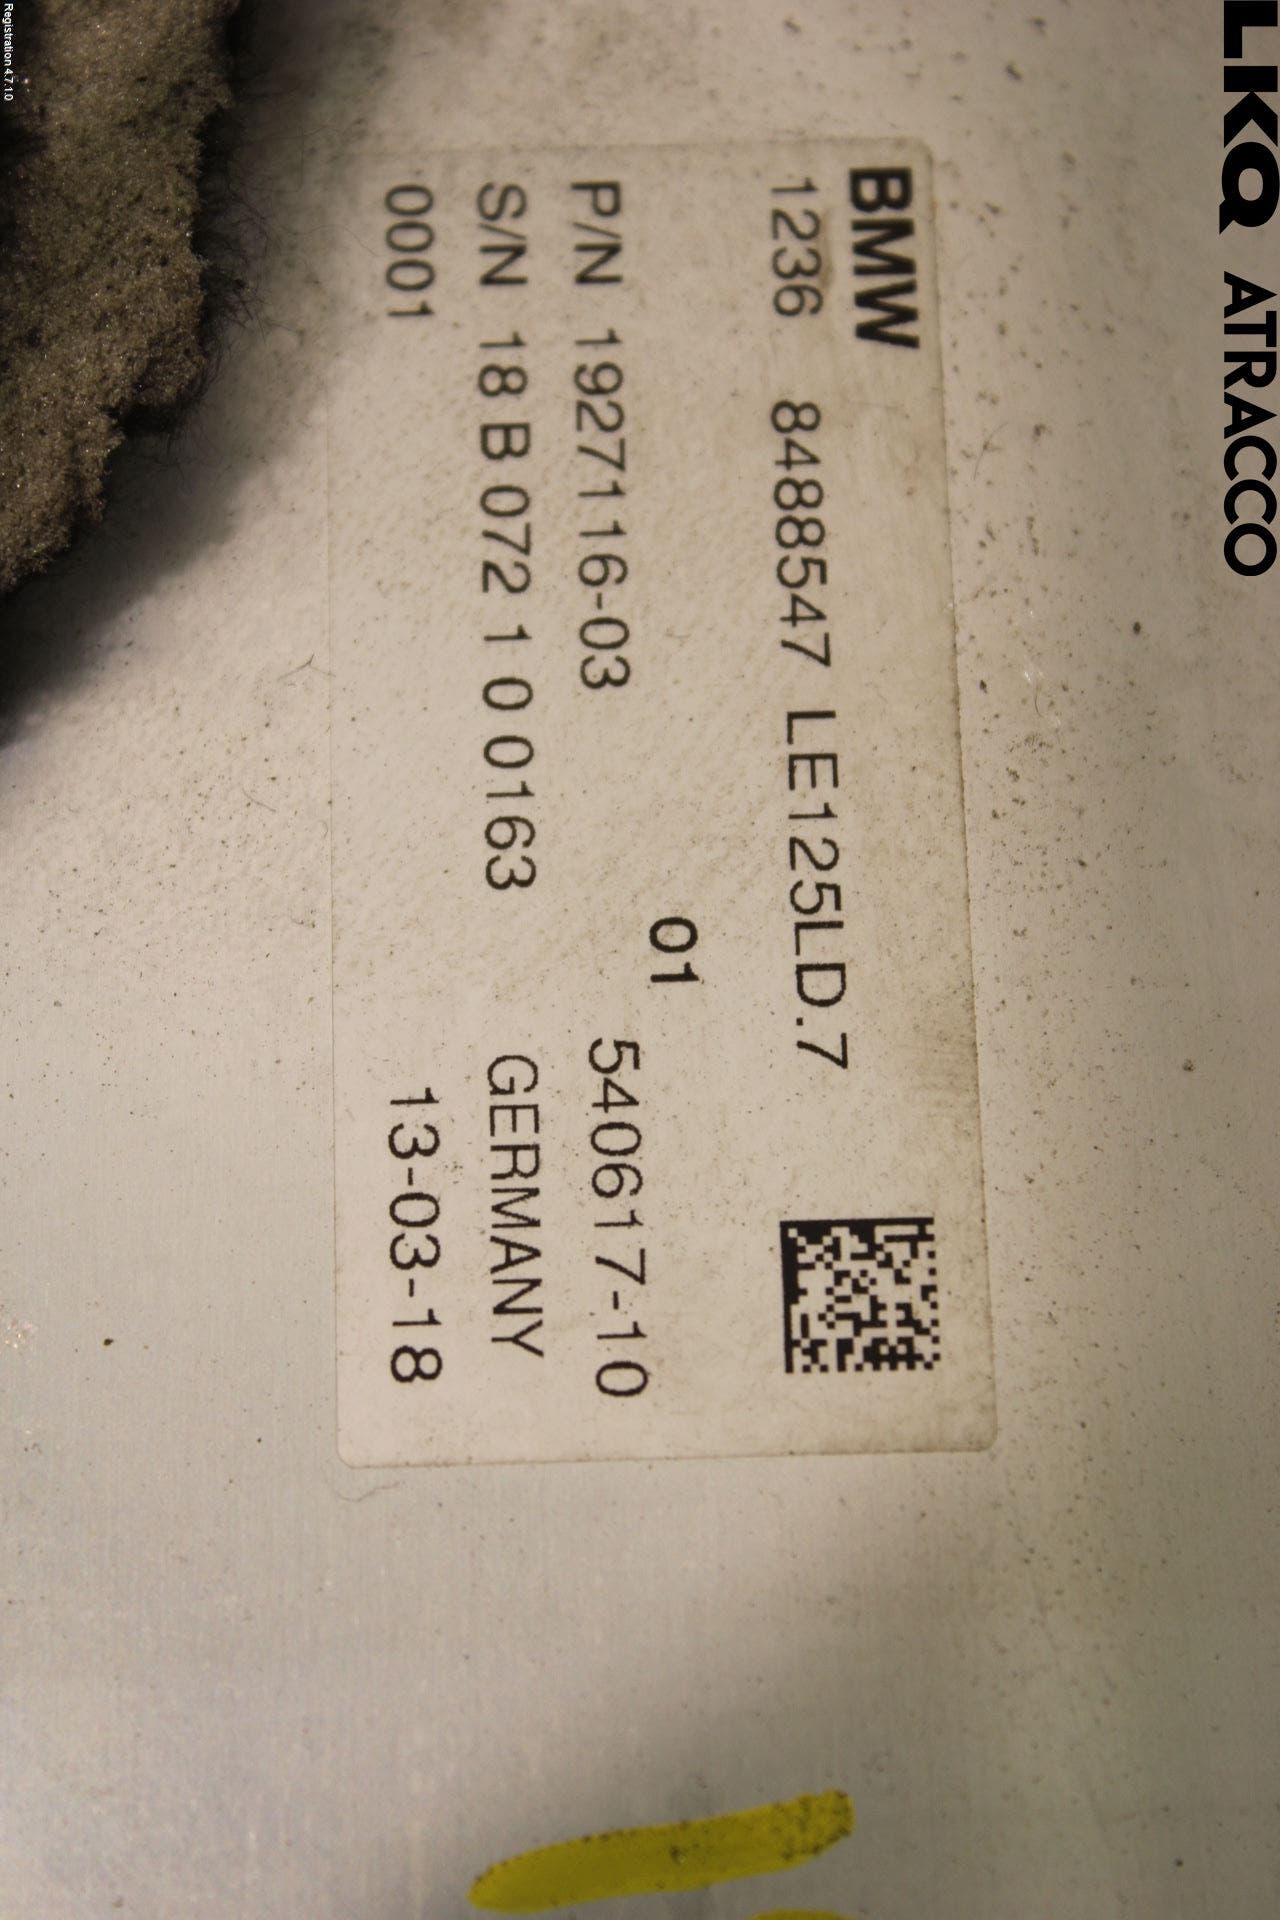 LKQ ATRACCO
BMW
1236 8488547 LE125LD.7
01
P/N 1927116-03 540617-10
S/N 18 B 072 1 0 0163 GERMANY
0001 13-03-18
Registration 4.7.1.0